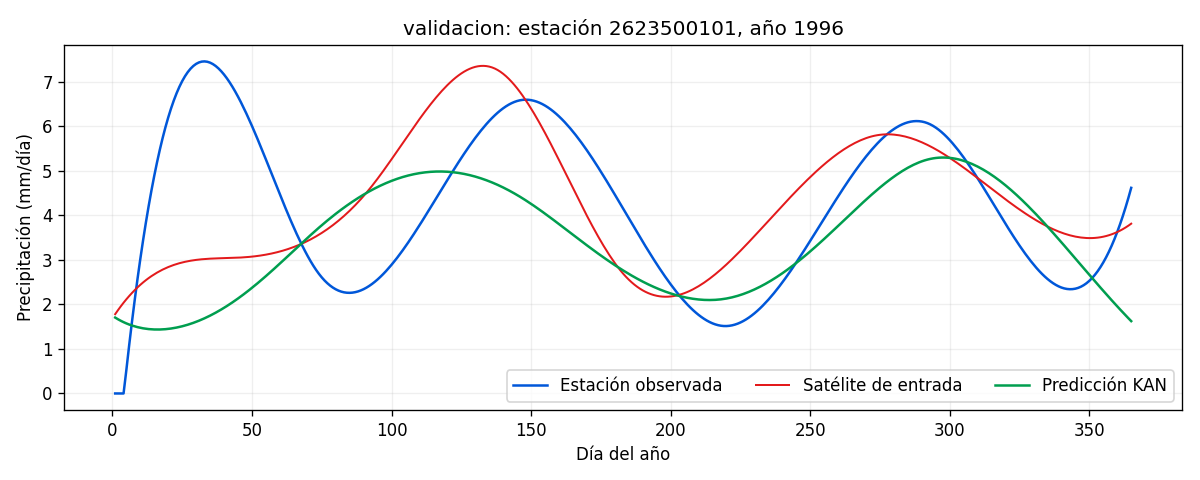 validacion: estación 2623500101, año 1996
Precipitación (mm/día)
7
6
5
4
3
2
1
0
Estación observada
Satélite de entrada
Predicción KAN
0
50
100
150
200
250
300
350
Día del año